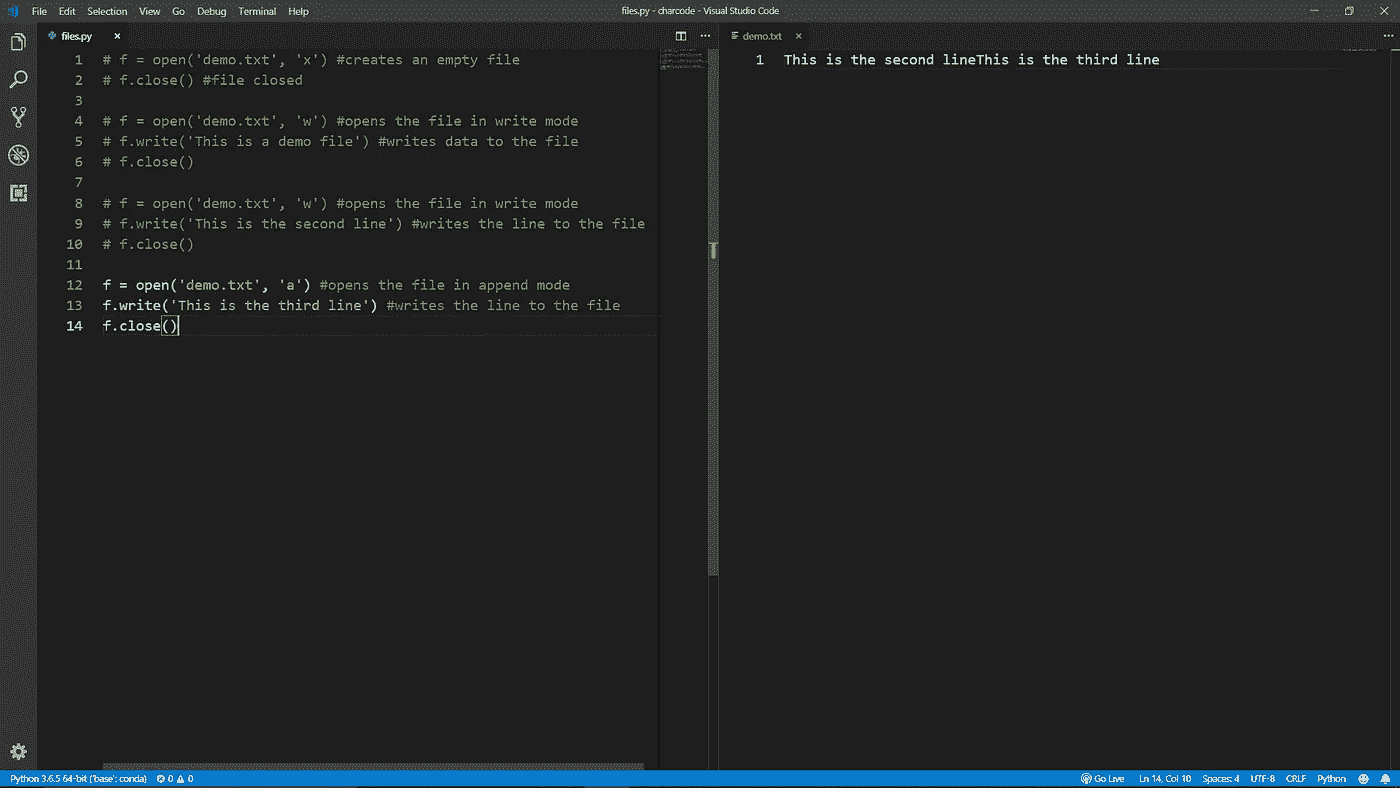 File Edit Selection View Go Debug Terminal Help
files.py - charcode - Visual Studio Code
files.py ×
1 # f = open('demo.txt', 'x') #creates an empty file
2 # f.close() #file closed
3
4 # f = open('demo.txt', 'w') #opens the file in write mode
5 # f.write('This is a demo file') #writes data to the file
6 # f.close()
7
8 # f = open('demo.txt', 'w') #opens the file in write mode
9 # f.write('This is the second line') #writes the line to the file
10 # f.close()
11
12 f = open('demo.txt', 'a') #opens the file in append mode
13 f.write('This is the third line') #writes the line to the file
14 f.close()
demo.txt ×
1 This is the second lineThis is the third line
Python 3.6.5 64-bit ('base': conda) 0 0 Go Live Ln 14, Col 10 Spaces: 4 UTF-8 CRLF Python